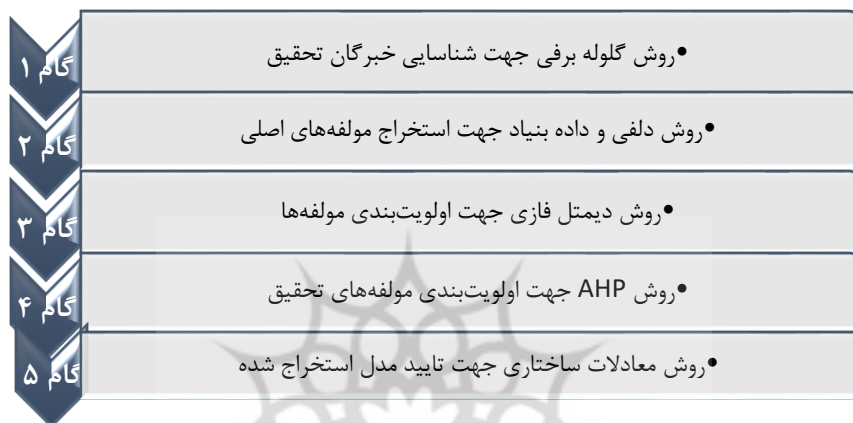 گام ۱
•روش گلوله برفی جهت شناسایی خبرگان تحقیق
گام ۲
•روش دلفی و داده بنیاد جهت استخراج مولفه‌های اصلی
گام ۳
•روش دیمتل فازی جهت اولویت‌بندی مولفه‌ها
گام ۴
•روش AHP جهت اولویت‌بندی مولفه‌های تحقیق
گام ۵
•روش معادلات ساختاری جهت تایید مدل استخراج شده